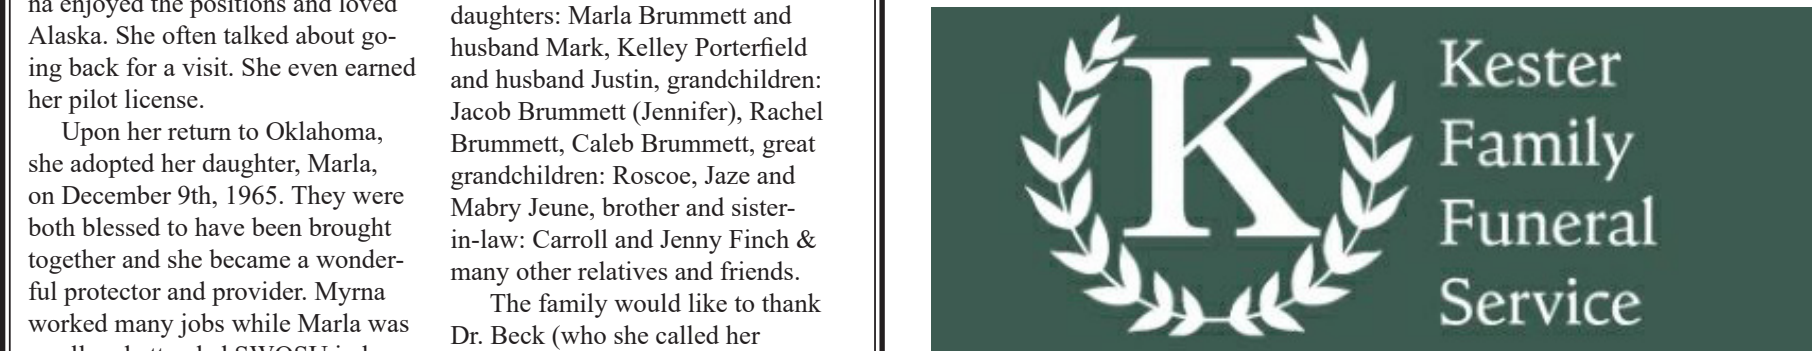 na enjoyed the positions and loved
Alaska. She often talked about go-
ing back for a visit. She even earned
her pilot license.
Upon her return to Oklahoma,
she adopted her daughter, Marla,
on December 9th, 1965. They were
both blessed to have been brought
together and she became a wonder-
ful protector and provider. Myrna
worked many jobs while Marla was
daughters: Marla Brummett and
husband Mark, Kelley Porterfield
and husband Justin, grandchildren:
Jacob Brummett (Jennifer), Rachel
Brummett, Caleb Brummett, great
grandchildren: Roscoe, Jaze and
Mabry Jeune, brother and sister-
in-law: Carroll and Jenny Finch &
many other relatives and friends.
The family would like to thank
Dr. Beck (who she called her
K
Kester
Family
Funeral
Service